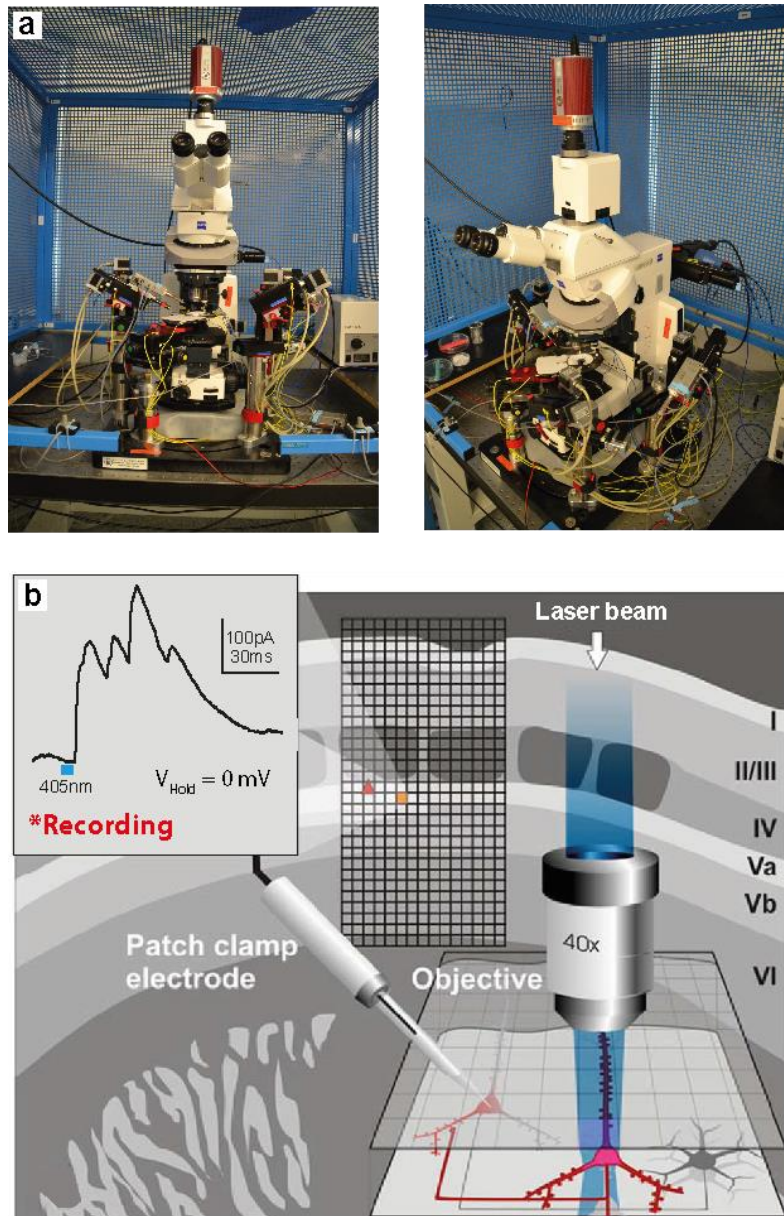 a
b
100pA
30ms
405nm
V Hold = 0 mV
*Recording
Laser beam
I
II/III
IV
Va
Vb
VI
Patch clamp
electrode
Objective
40x